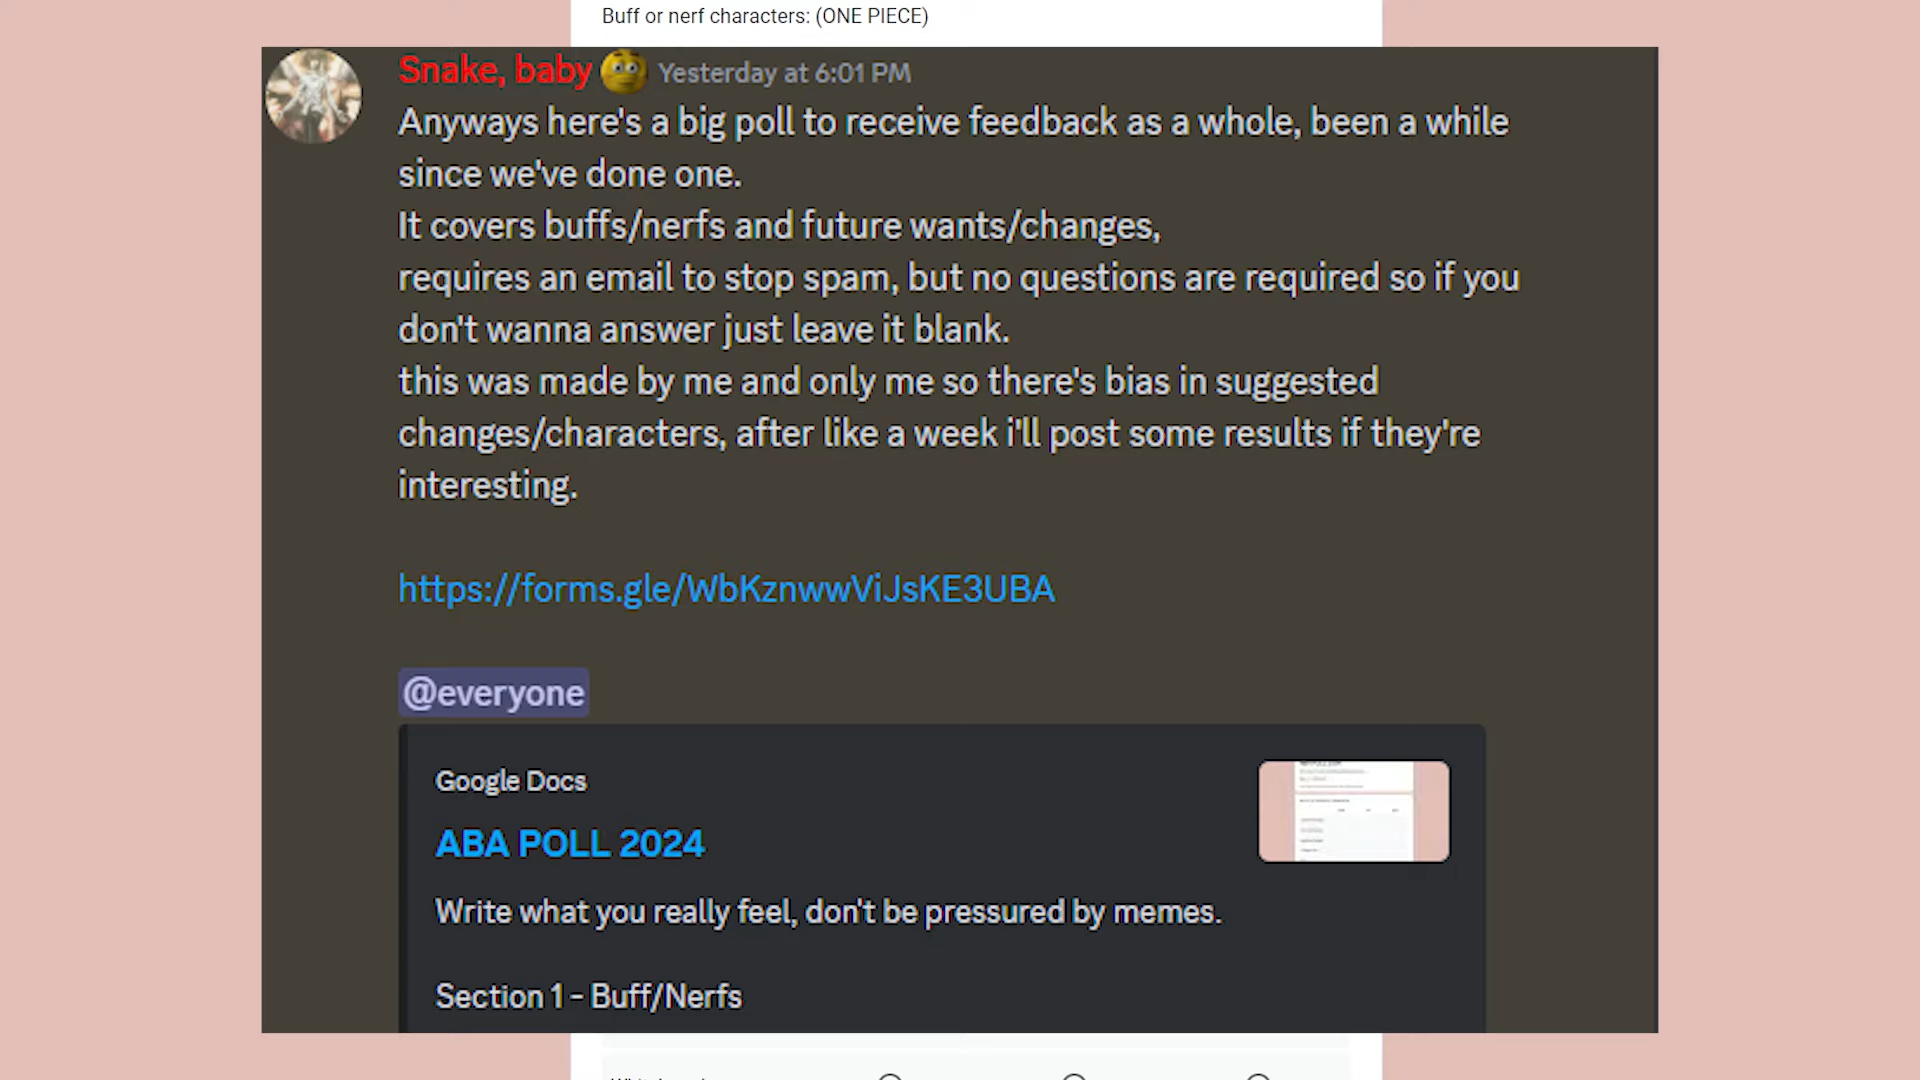 Buff or nerf characters: (ONE PIECE)
Snake, baby Yesterday at 6:01 PM
Anyways here's a big poll to receive feedback as a whole, been a while
since we've done one.
It covers buffs/nerfs and future wants/changes,
requires an email to stop spam, but no questions are required so if you
don't wanna answer just leave it blank.
this was made by me and only me so there's bias in suggested
changes/characters, after like a week i'll post some results if they're
interesting.
https://forms.gle/WbKznwwViJsKE3UBA
@everyone
Google Docs
ABA POLL 2024
Write what you really feel, don't be pressured by memes.
Section 1 - Buff/Nerfs